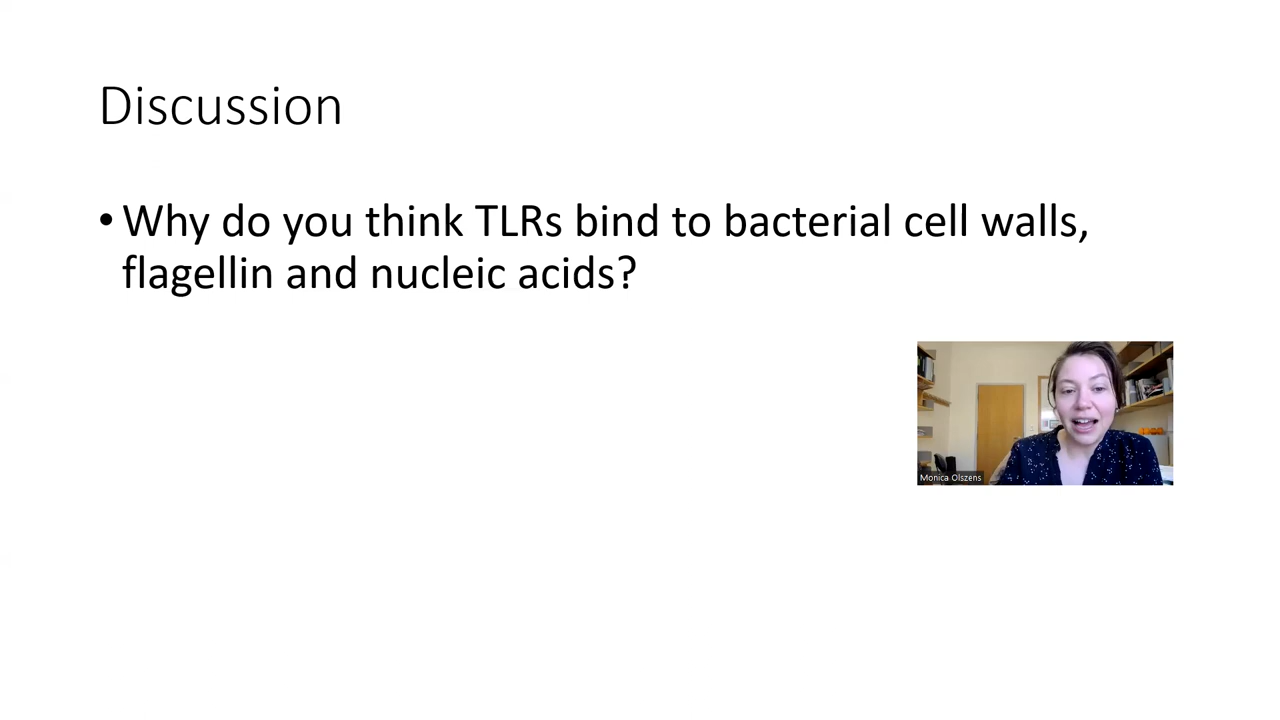 Discussion
• Why do you think TLRs bind to bacterial cell walls,
flagellin and nucleic acids?
Monica Olszens